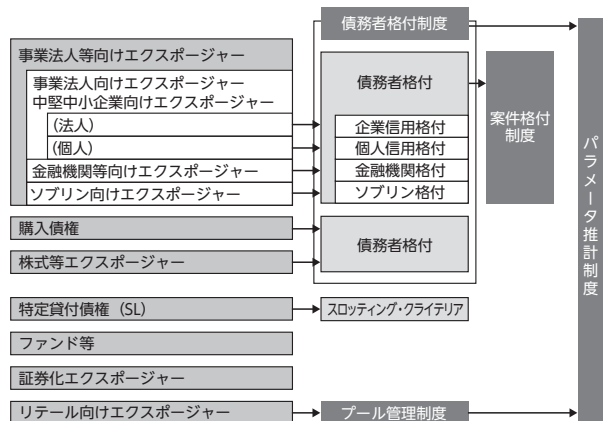 債務者格付制度
事業法人等向けエクスポージャー
事業法人向けエクスポージャー
中堅中小企業向けエクスポージャー
(法人)
(個人)
金融機関等向けエクスポージャー
ソブリン向けエクスポージャー
債務者格付
企業信用格付
個人信用格付
金融機関格付
ソブリン格付
案件格付
制度
パラメータ推計制度
購入債権
株式等エクスポージャー
債務者格付
特定貸付債権（SL）
スロッティング・クライテリア
ファンド等
証券化エクスポージャー
リテール向けエクスポージャー
プール管理制度